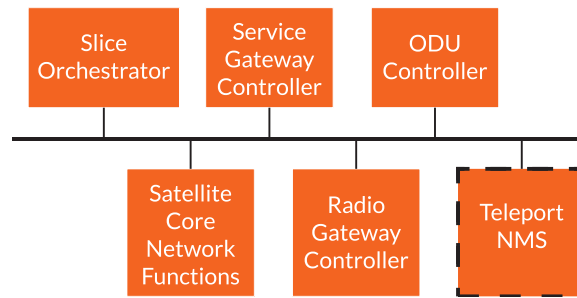 Slice
Orchestrator
Service
Gateway
Controller
ODU
Controller
Satellite
Core
Network
Functions
Radio
Gateway
Controller
Teleport
NMS